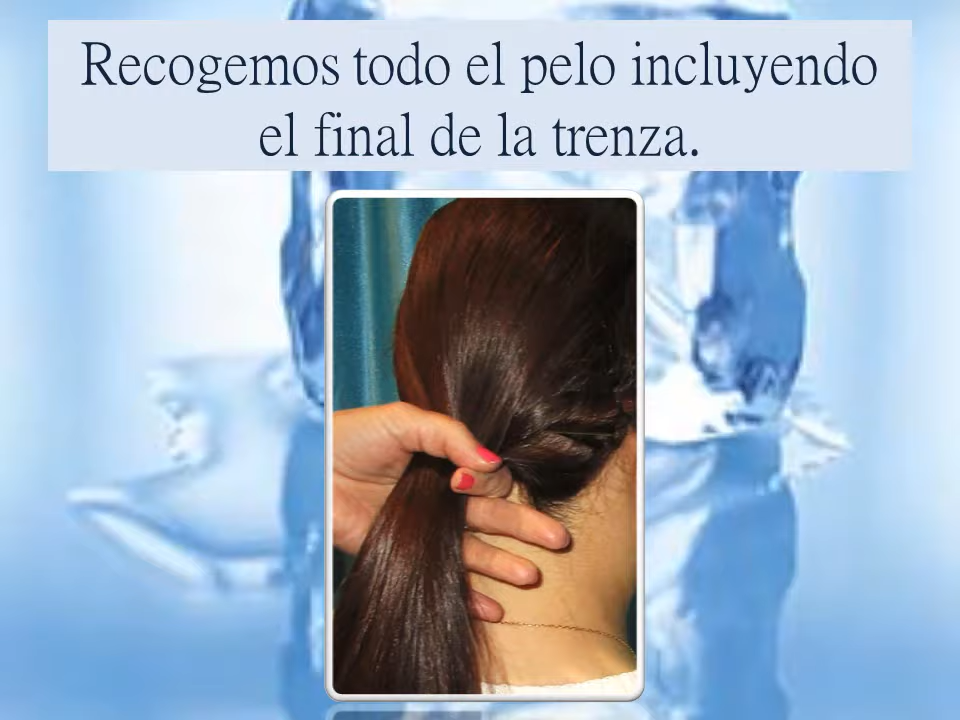 Recogemos todo el pelo incluyendo
el final de la trenza.